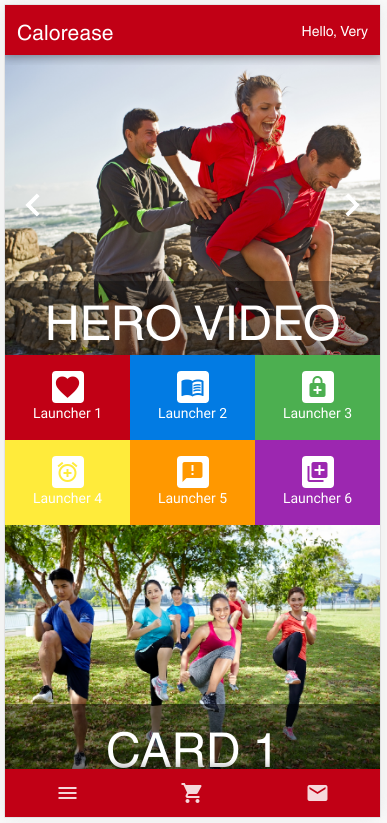 Calorease
Hello, Very
HERO VIDEO
Launcher 1
Launcher 2
Launcher 3
Launcher 4
Launcher 5
Launcher 6
CARD 1